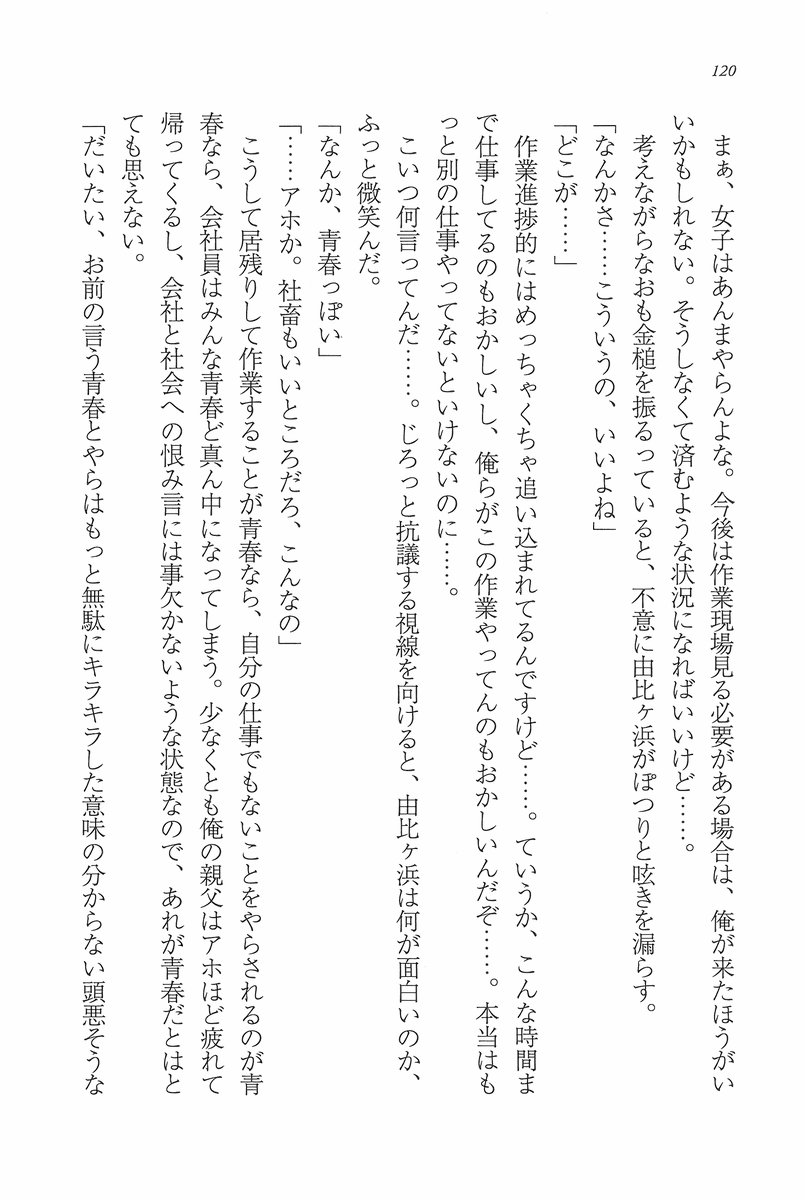 120
まぁ、女子はあんまやらんよな。今後は作業現場見る必要がある場合は、俺が来たほうがい
いかもしれない。そうしなくて済むような状況になればいいけど……。
考えながらなおも金槌を振るっていると、不意に由比ヶ浜がぽつりと呟きを漏らす。
「なんかさ……こういうの、いいよね」
「どこが……」
作業進捗的にはめっちゃくちゃ追い込まれてるんですけど……。ていうか、こんな時間ま
で仕事してるのもおかしいし、俺らがこの作業やってんのもおかしいんだぞ……。本当はも
っと別の仕事やってないといけないのに……。
こいつ何言ってんだ……。じろっと抗議する視線を向けると、由比ヶ浜は何が面白いのか、
ふっと微笑んだ。
「なんか、青春っぽい」
「……アホか。社畜もいいところだろ、こんなの」
こうして居残りして作業することが青春なら、自分の仕事でもないことをやらされるのが青
春なら、会社員はみんな青春ど真ん中になってしまう。少なくとも俺の親父はアホほど疲れて
帰ってくるし、会社と社会への恨み言には事欠かないような状態なので、あれが青春だとはと
ても思えない。
「だいたい、お前の言う青春とやらはもっと無駄にキラキラした意味の分からない頭悪そうな